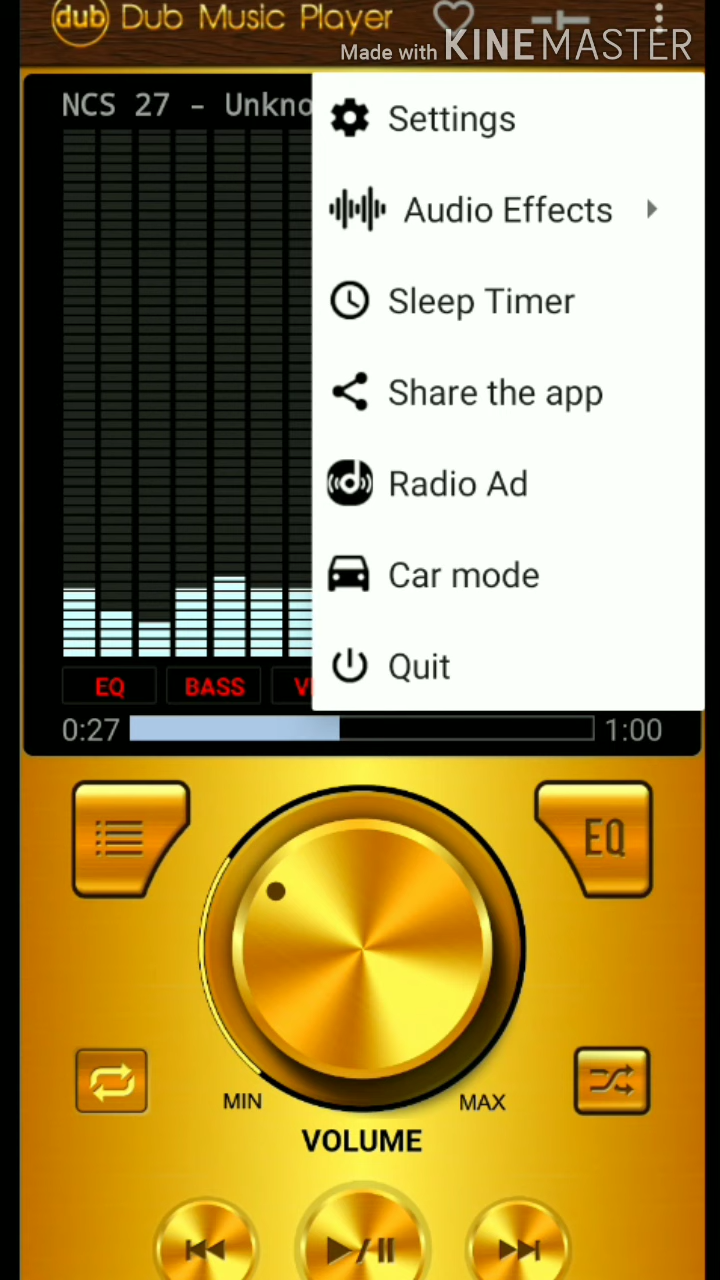 dub Dub Music Player
Made with KINEMASTER
NCS 27 - Unkno
Settings
Audio Effects
Sleep Timer
Share the app
Radio Ad
Car mode
Quit
EQ BASS
0:27 1:00
EQ
MIN MAX
VOLUME